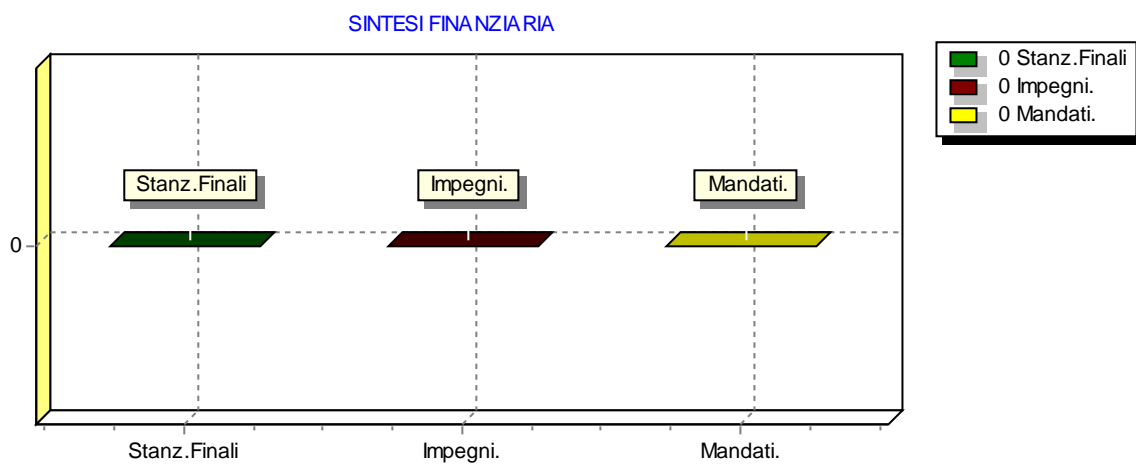 SINTESI FINANZIARIA
0 Stanz.Finali
0 Impegni.
0 Mandati.
Stanz.Finali
Impegni.
Mandati.
0
Stanz.Finali
Impegni.
Mandati.